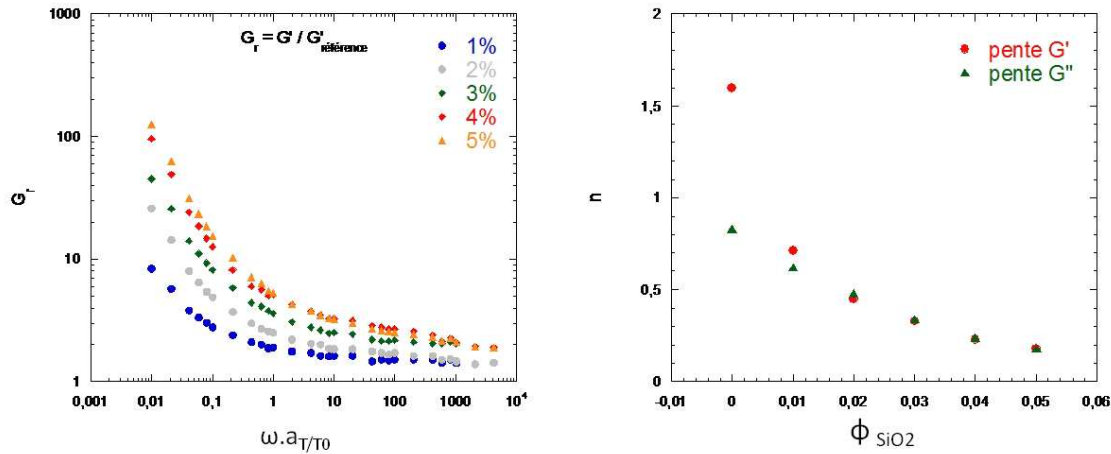 1000
100
10
1
G_r
G_r = G' / G'_référence
1%
2%
3%
4%
5%
0,001 0,01 0,1 1 10 100 1000 10^4
ω.a_T/T0
2
1,5
1
0,5
0
n
pente G'
pente G"
-0,01 0 0,01 0,02 0,03 0,04 0,05 0,06
ϕ SiO2